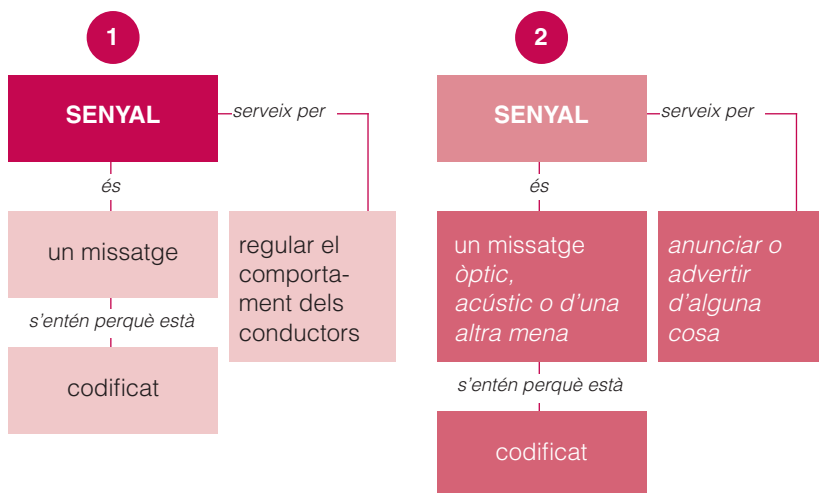 1
SENYAL
serveix per
és
un missatge
regular el
comporta-
ment dels
conductors
s'entén perquè està
codificat
2
SENYAL
serveix per
és
un missatge
òptic,
acústic o d'una
altra mena
anunciar o
advertir
d'alguna
cosa
s'entén perquè està
codificat